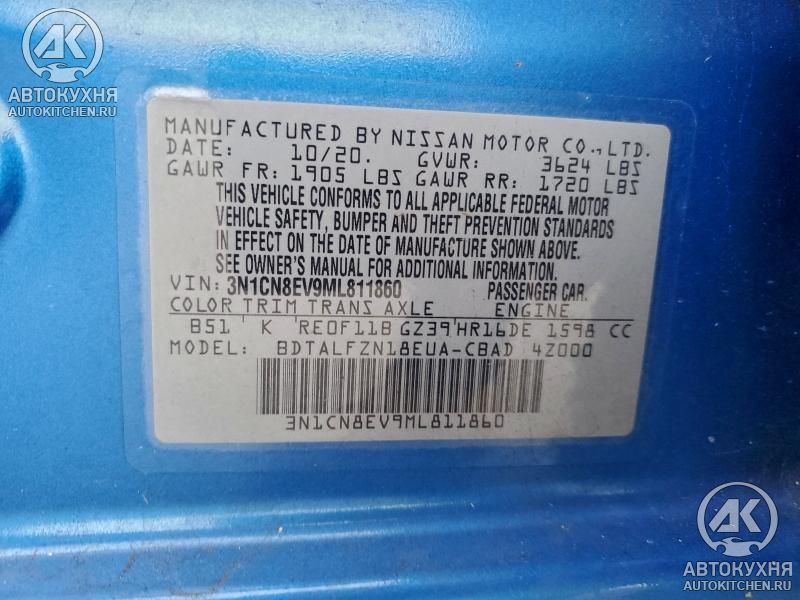 АВТОКУХНЯ
AUTOKITCHEN.RU
MANUFACTURED BY NISSAN MOTOR CO.,LTD.
DATE: 10/20. GVWR: 3624 LBS
GAWR FR: 1905 LBS GAWR RR: 1720 LBS
THIS VEHICLE CONFORMS TO ALL APPLICABLE FEDERAL MOTOR
VEHICLE SAFETY, BUMPER AND THEFT PREVENTION STANDARDS
IN EFFECT ON THE DATE OF MANUFACTURE SHOWN ABOVE.
SEE OWNER'S MANUAL FOR ADDITIONAL INFORMATION.
VIN: 3N1CN8EV9ML811860 PASSENGER CAR.
COLOR TRIM TRANS AXLE ENGINE
B51 K RE0F11B GZ39 HR16DE 1598 CC
MODEL: BDTALFZN18EUA-CBAD 4Z000
3N1CN8EV9ML811860
АК
АВТОКУХНЯ
AUTOKITCHEN.RU